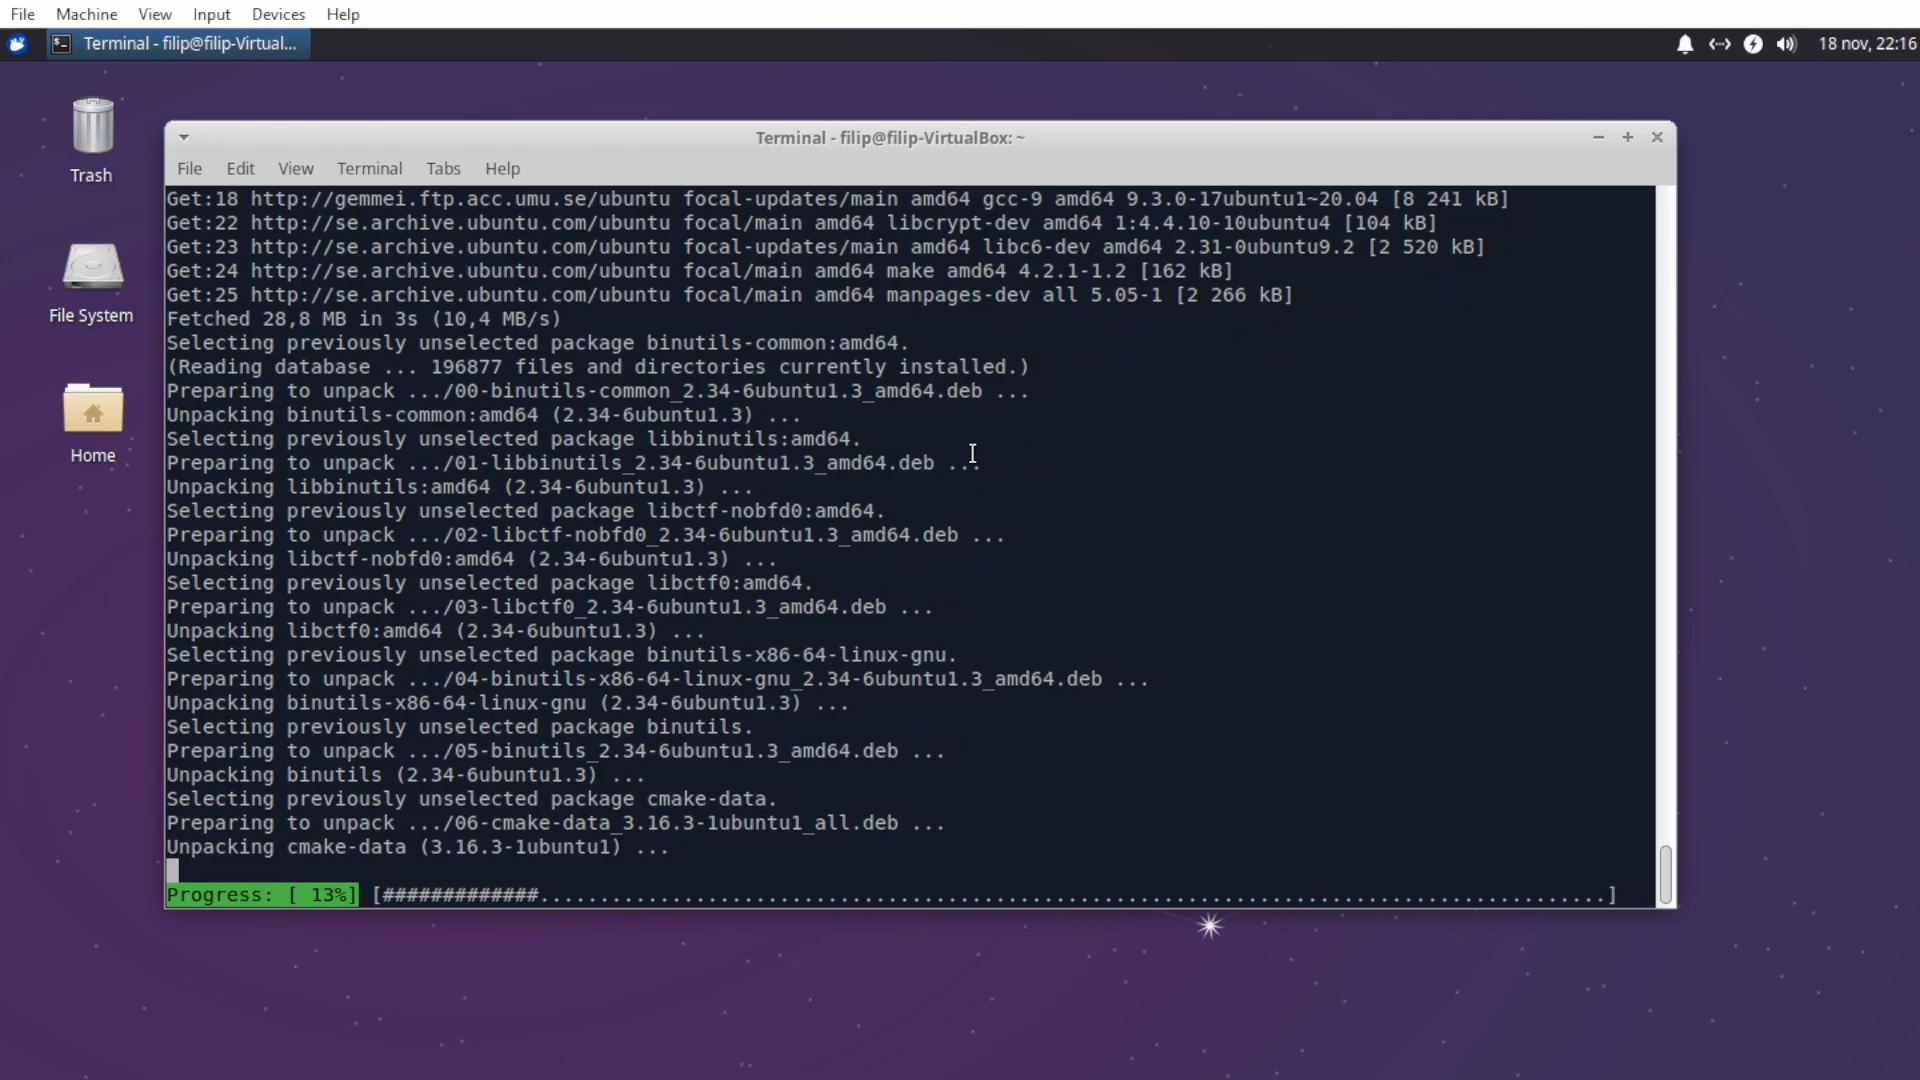 File Machine View Input Devices Help
Terminal - filip@filip-Virtual...
18 nov, 22:16
Trash
File System
Home
Terminal - filip@filip-VirtualBox: ~
File Edit View Terminal Tabs Help
Get:18 http://gemmei.ftp.acc.umu.se/ubuntu focal-updates/main amd64 gcc-9 amd64 9.3.0-17ubuntu1~20.04 [8 241 kB]
Get:22 http://se.archive.ubuntu.com/ubuntu focal/main amd64 libcrypt-dev amd64 1:4.4.10-10ubuntu4 [104 kB]
Get:23 http://se.archive.ubuntu.com/ubuntu focal-updates/main amd64 libc6-dev amd64 2.31-0ubuntu9.2 [2 520 kB]
Get:24 http://se.archive.ubuntu.com/ubuntu focal/main amd64 make amd64 4.2.1-1.2 [162 kB]
Get:25 http://se.archive.ubuntu.com/ubuntu focal/main amd64 manpages-dev all 5.05-1 [2 266 kB]
Fetched 28,8 MB in 3s (10,4 MB/s)
Selecting previously unselected package binutils-common:amd64.
(Reading database ... 196877 files and directories currently installed.)
Preparing to unpack .../00-binutils-common_2.34-6ubuntu1.3_amd64.deb ...
Unpacking binutils-common:amd64 (2.34-6ubuntu1.3) ...
Selecting previously unselected package libbinutils:amd64.
Preparing to unpack .../01-libbinutils_2.34-6ubuntu1.3_amd64.deb ...
Unpacking libbinutils:amd64 (2.34-6ubuntu1.3) ...
Selecting previously unselected package libctf-nobfd0:amd64.
Preparing to unpack .../02-libctf-nobfd0_2.34-6ubuntu1.3_amd64.deb ...
Unpacking libctf-nobfd0:amd64 (2.34-6ubuntu1.3) ...
Selecting previously unselected package libctf0:amd64.
Preparing to unpack .../03-libctf0_2.34-6ubuntu1.3_amd64.deb ...
Unpacking libctf0:amd64 (2.34-6ubuntu1.3) ...
Selecting previously unselected package binutils-x86-64-linux-gnu.
Preparing to unpack .../04-binutils-x86-64-linux-gnu_2.34-6ubuntu1.3_amd64.deb ...
Unpacking binutils-x86-64-linux-gnu (2.34-6ubuntu1.3) ...
Selecting previously unselected package binutils.
Preparing to unpack .../05-binutils_2.34-6ubuntu1.3_amd64.deb ...
Unpacking binutils (2.34-6ubuntu1.3) ...
Selecting previously unselected package cmake-data.
Preparing to unpack .../06-cmake-data_3.16.3-1ubuntu1_all.deb ...
Unpacking cmake-data (3.16.3-1ubuntu1) ...
Progress: [ 13%] [#############.........................................................................................]